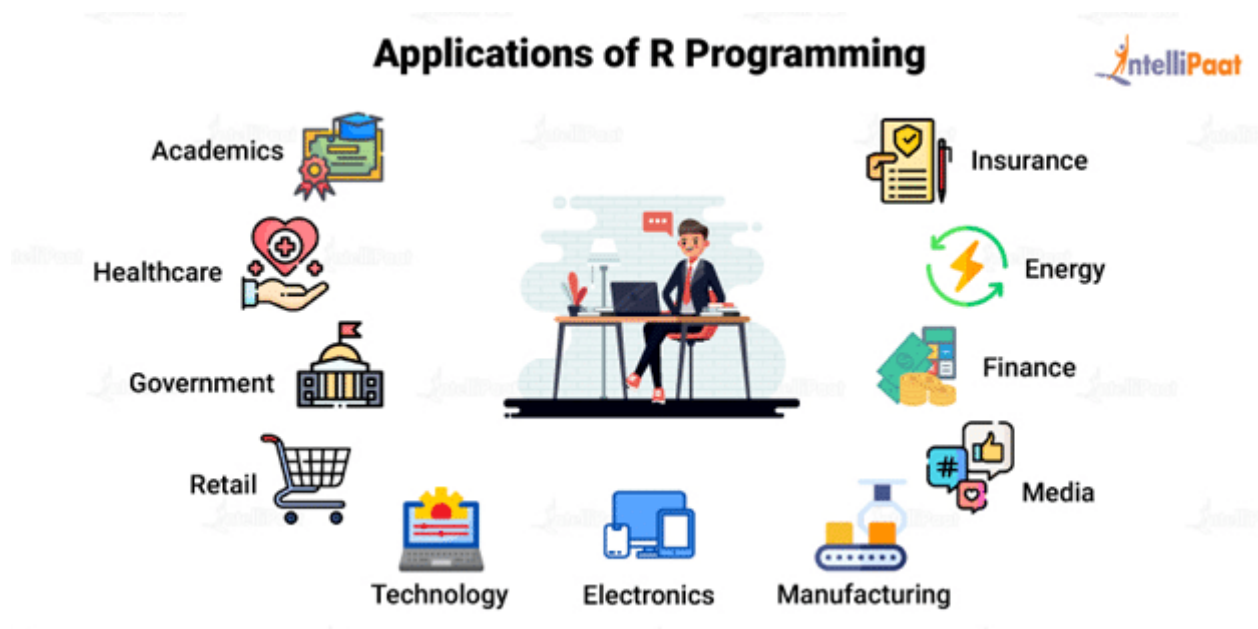 Applications of R Programming
IntelliPaat
Academics
Healthcare
Government
Retail
Technology
Electronics
Manufacturing
Insurance
Energy
Finance
Media
#